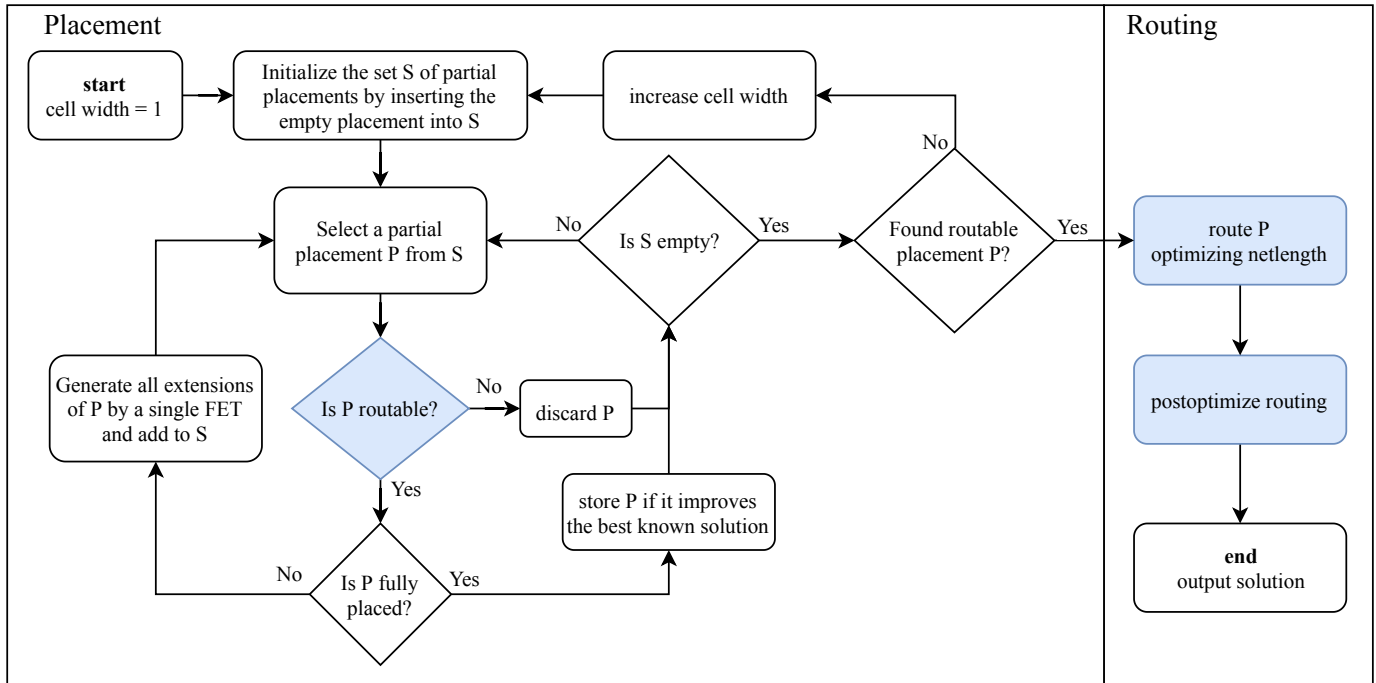 Placement
Routing
start
cell width = 1
Initialize the set S of partial
placements by inserting the
empty placement into S
increase cell width
No
Select a partial
placement P from S
No
Is S empty?
Yes
Found routable
placement P?
Yes
route P
optimizing netlength
Generate all extensions
of P by a single FET
and add to S
Is P routable?
No
discard P
postoptimize routing
Yes
store P if it improves
the best known solution
No
Is P fully
placed?
Yes
end
output solution